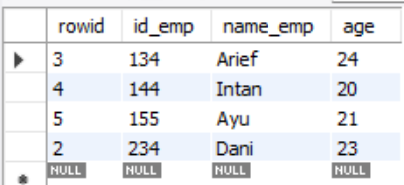 rowid id_emp name_emp age
3 134 Arief 24
4 144 Intan 20
5 155 Ayu 21
2 234 Dani 23
NULL NULL NULL NULL